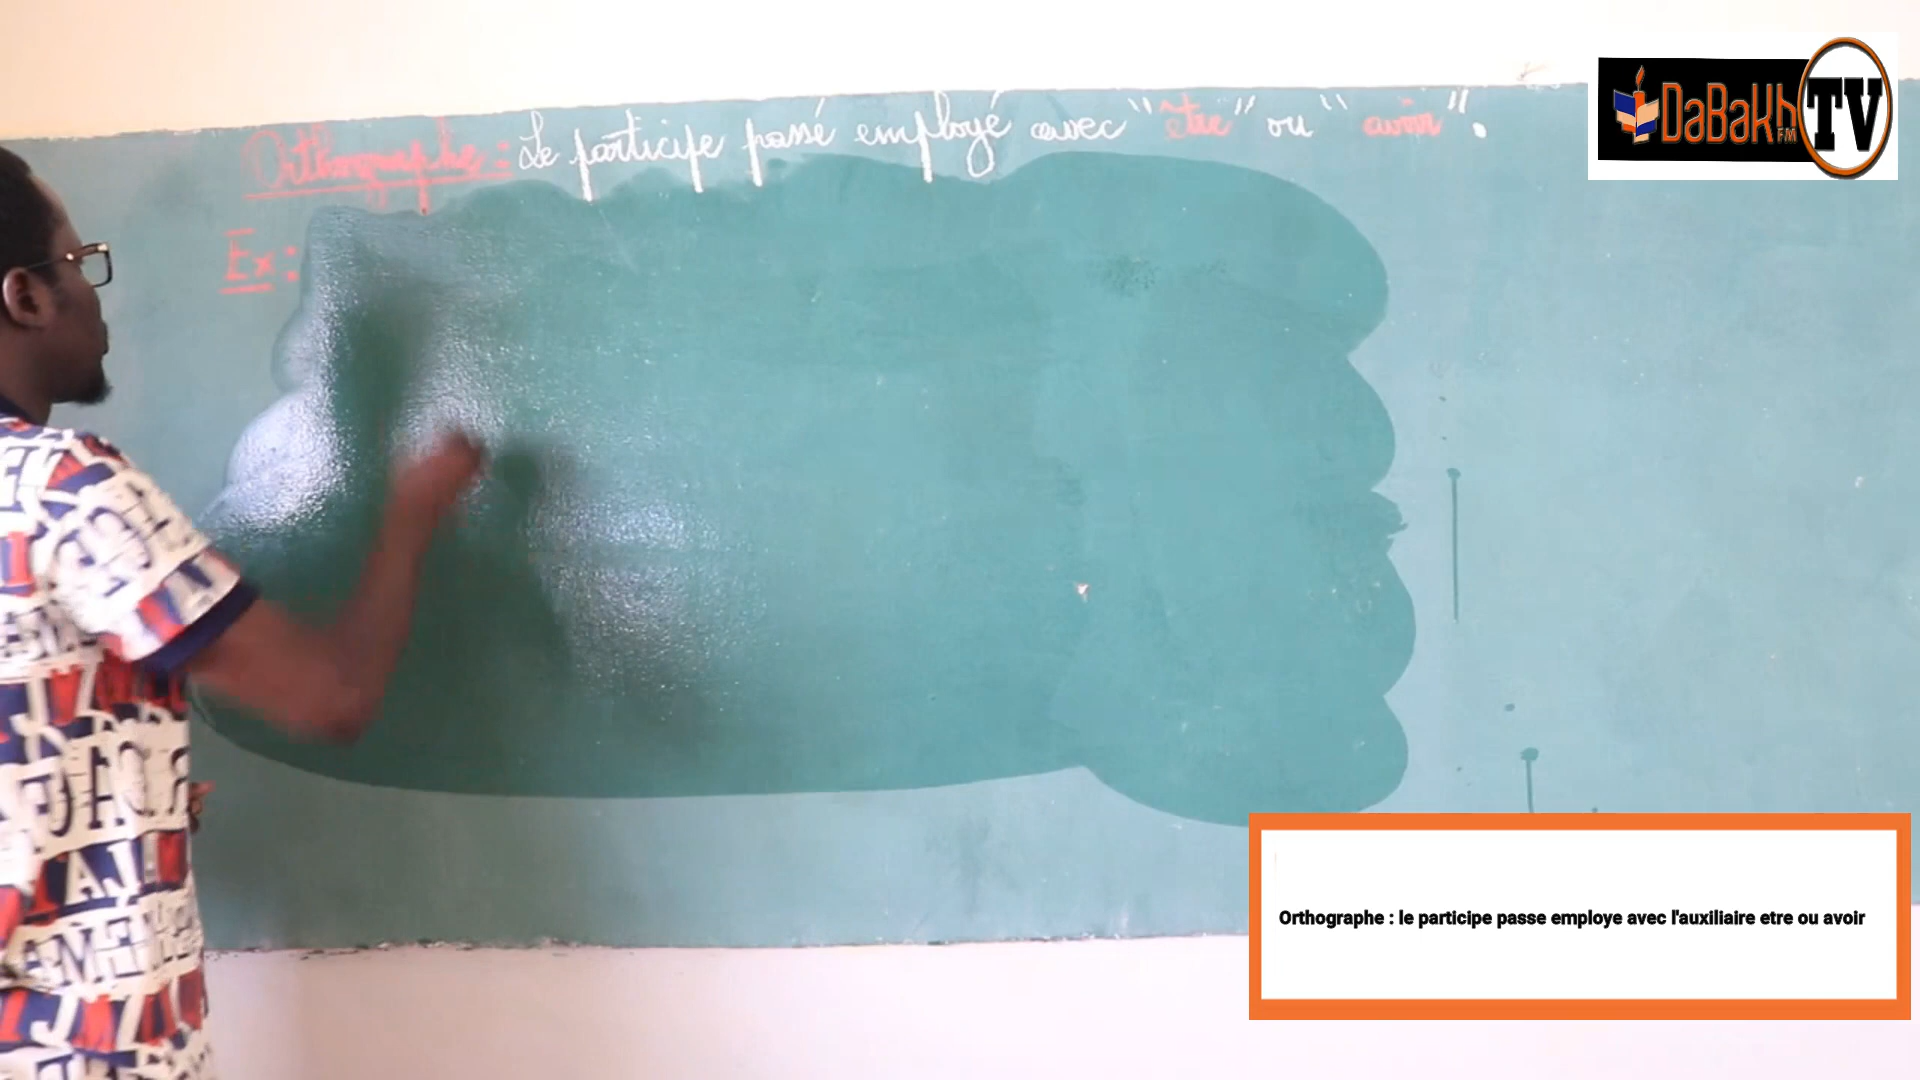 Orthographe : Le participe passé employé avec "être" ou "avoir".
Ex :
DaBaKh FM TV
Orthographe : le participe passe employe avec l'auxiliaire etre ou avoir